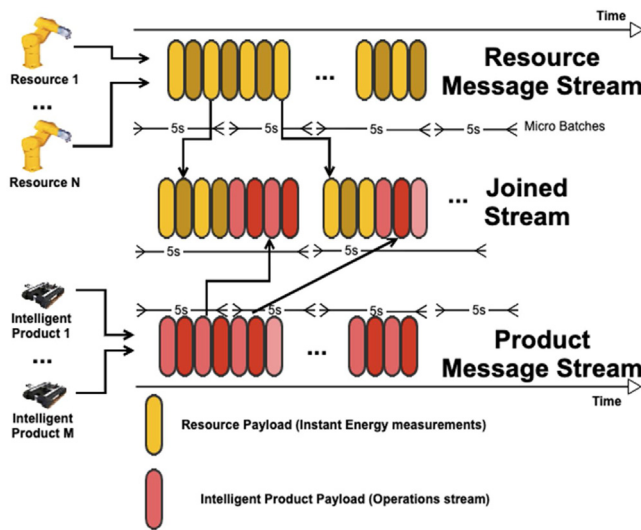 Time
Resource 1
...
Resource N
...
Resource
Message Stream
5s
5s
5s
5s
Micro Batches
...
Joined
Stream
5s
5s
Intelligent
Product 1
...
Intelligent
Product M
5s
5s
5s
5s
...
Product
Message Stream
Time
Resource Payload (Instant Energy measurements)
Intelligent Product Payload (Operations stream)